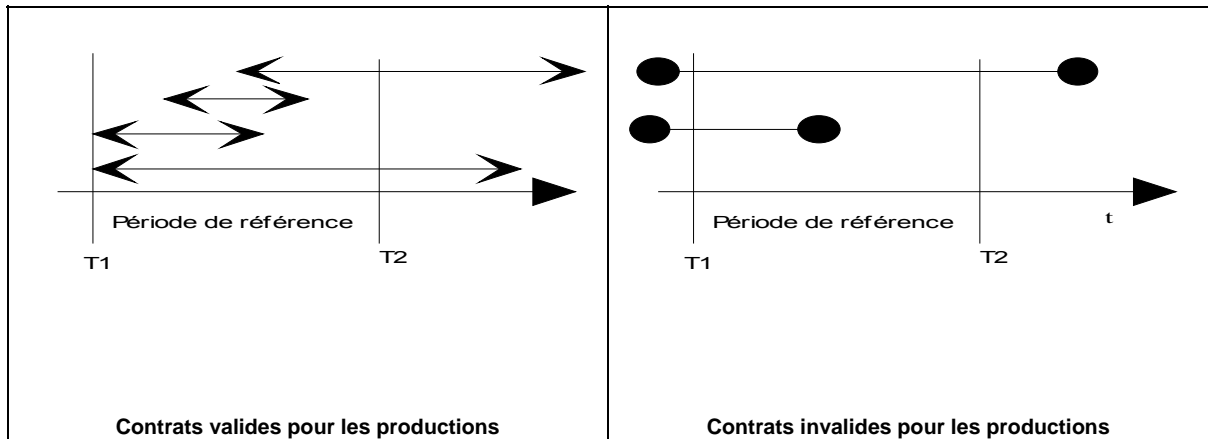 Période de référence
T1
T2
Contrats valides pour les productions
t
Période de référence
T1
T2
Contrats invalides pour les productions